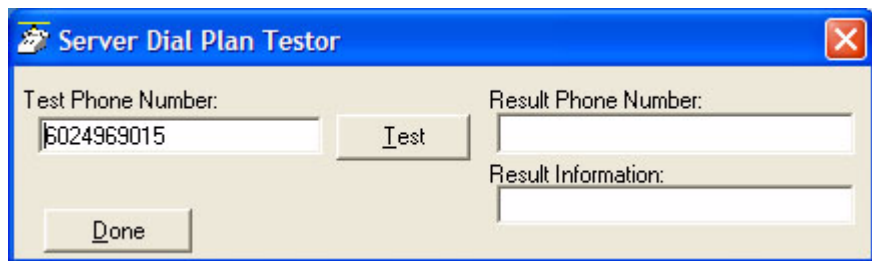 Server Dial Plan Testor
Test Phone Number:
6024969015
Test
Done
Result Phone Number:
Result Information: